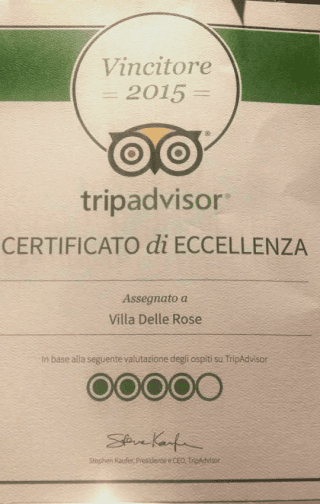 Vincitore
= 2015 =
tripadvisor®
CERTIFICATO di ECCELLENZA
Assegnato a
Villa Delle Rose
In base alla seguente valutazione degli ospiti su TripAdvisor
Stephen Kaufer, Presidente e CEO, TripAdvisor